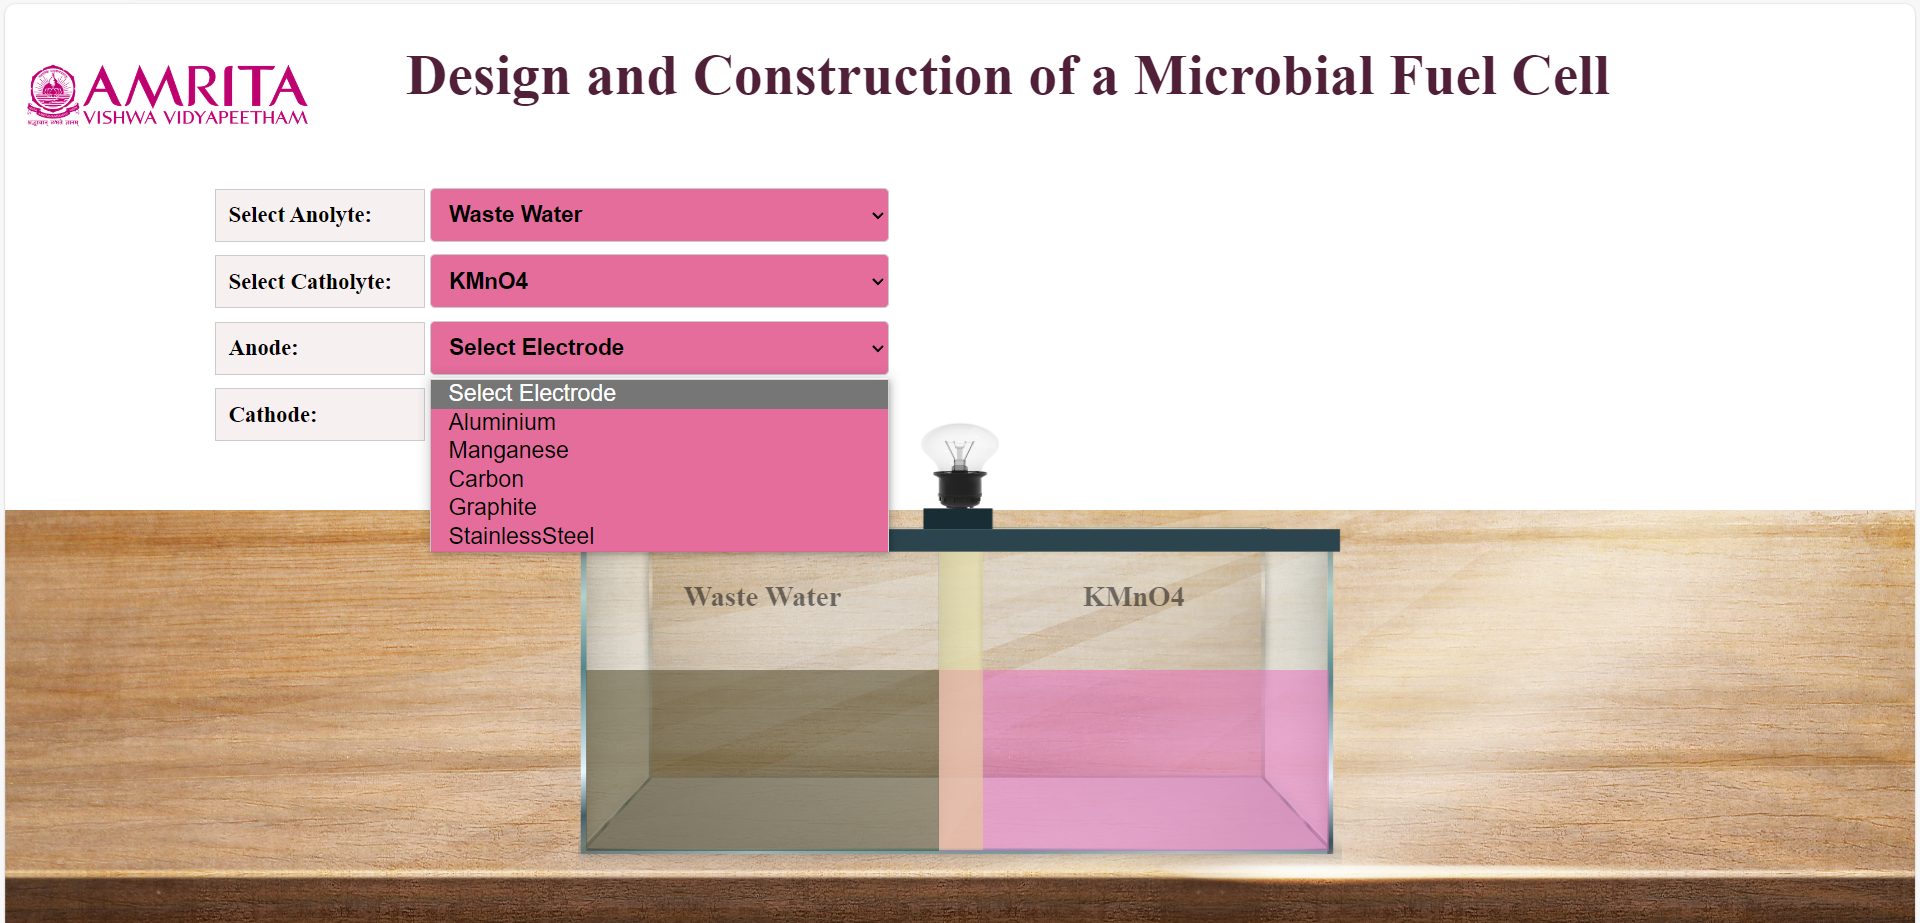 AMRITA
VISHWA VIDYAPEETHAM
Design and Construction of a Microbial Fuel Cell
Select Anolyte:
Waste Water
Select Catholyte:
KMnO4
Anode:
Select Electrode
Select Electrode
Aluminium
Manganese
Carbon
Graphite
StainlessSteel
Cathode:
Waste Water
KMnO4